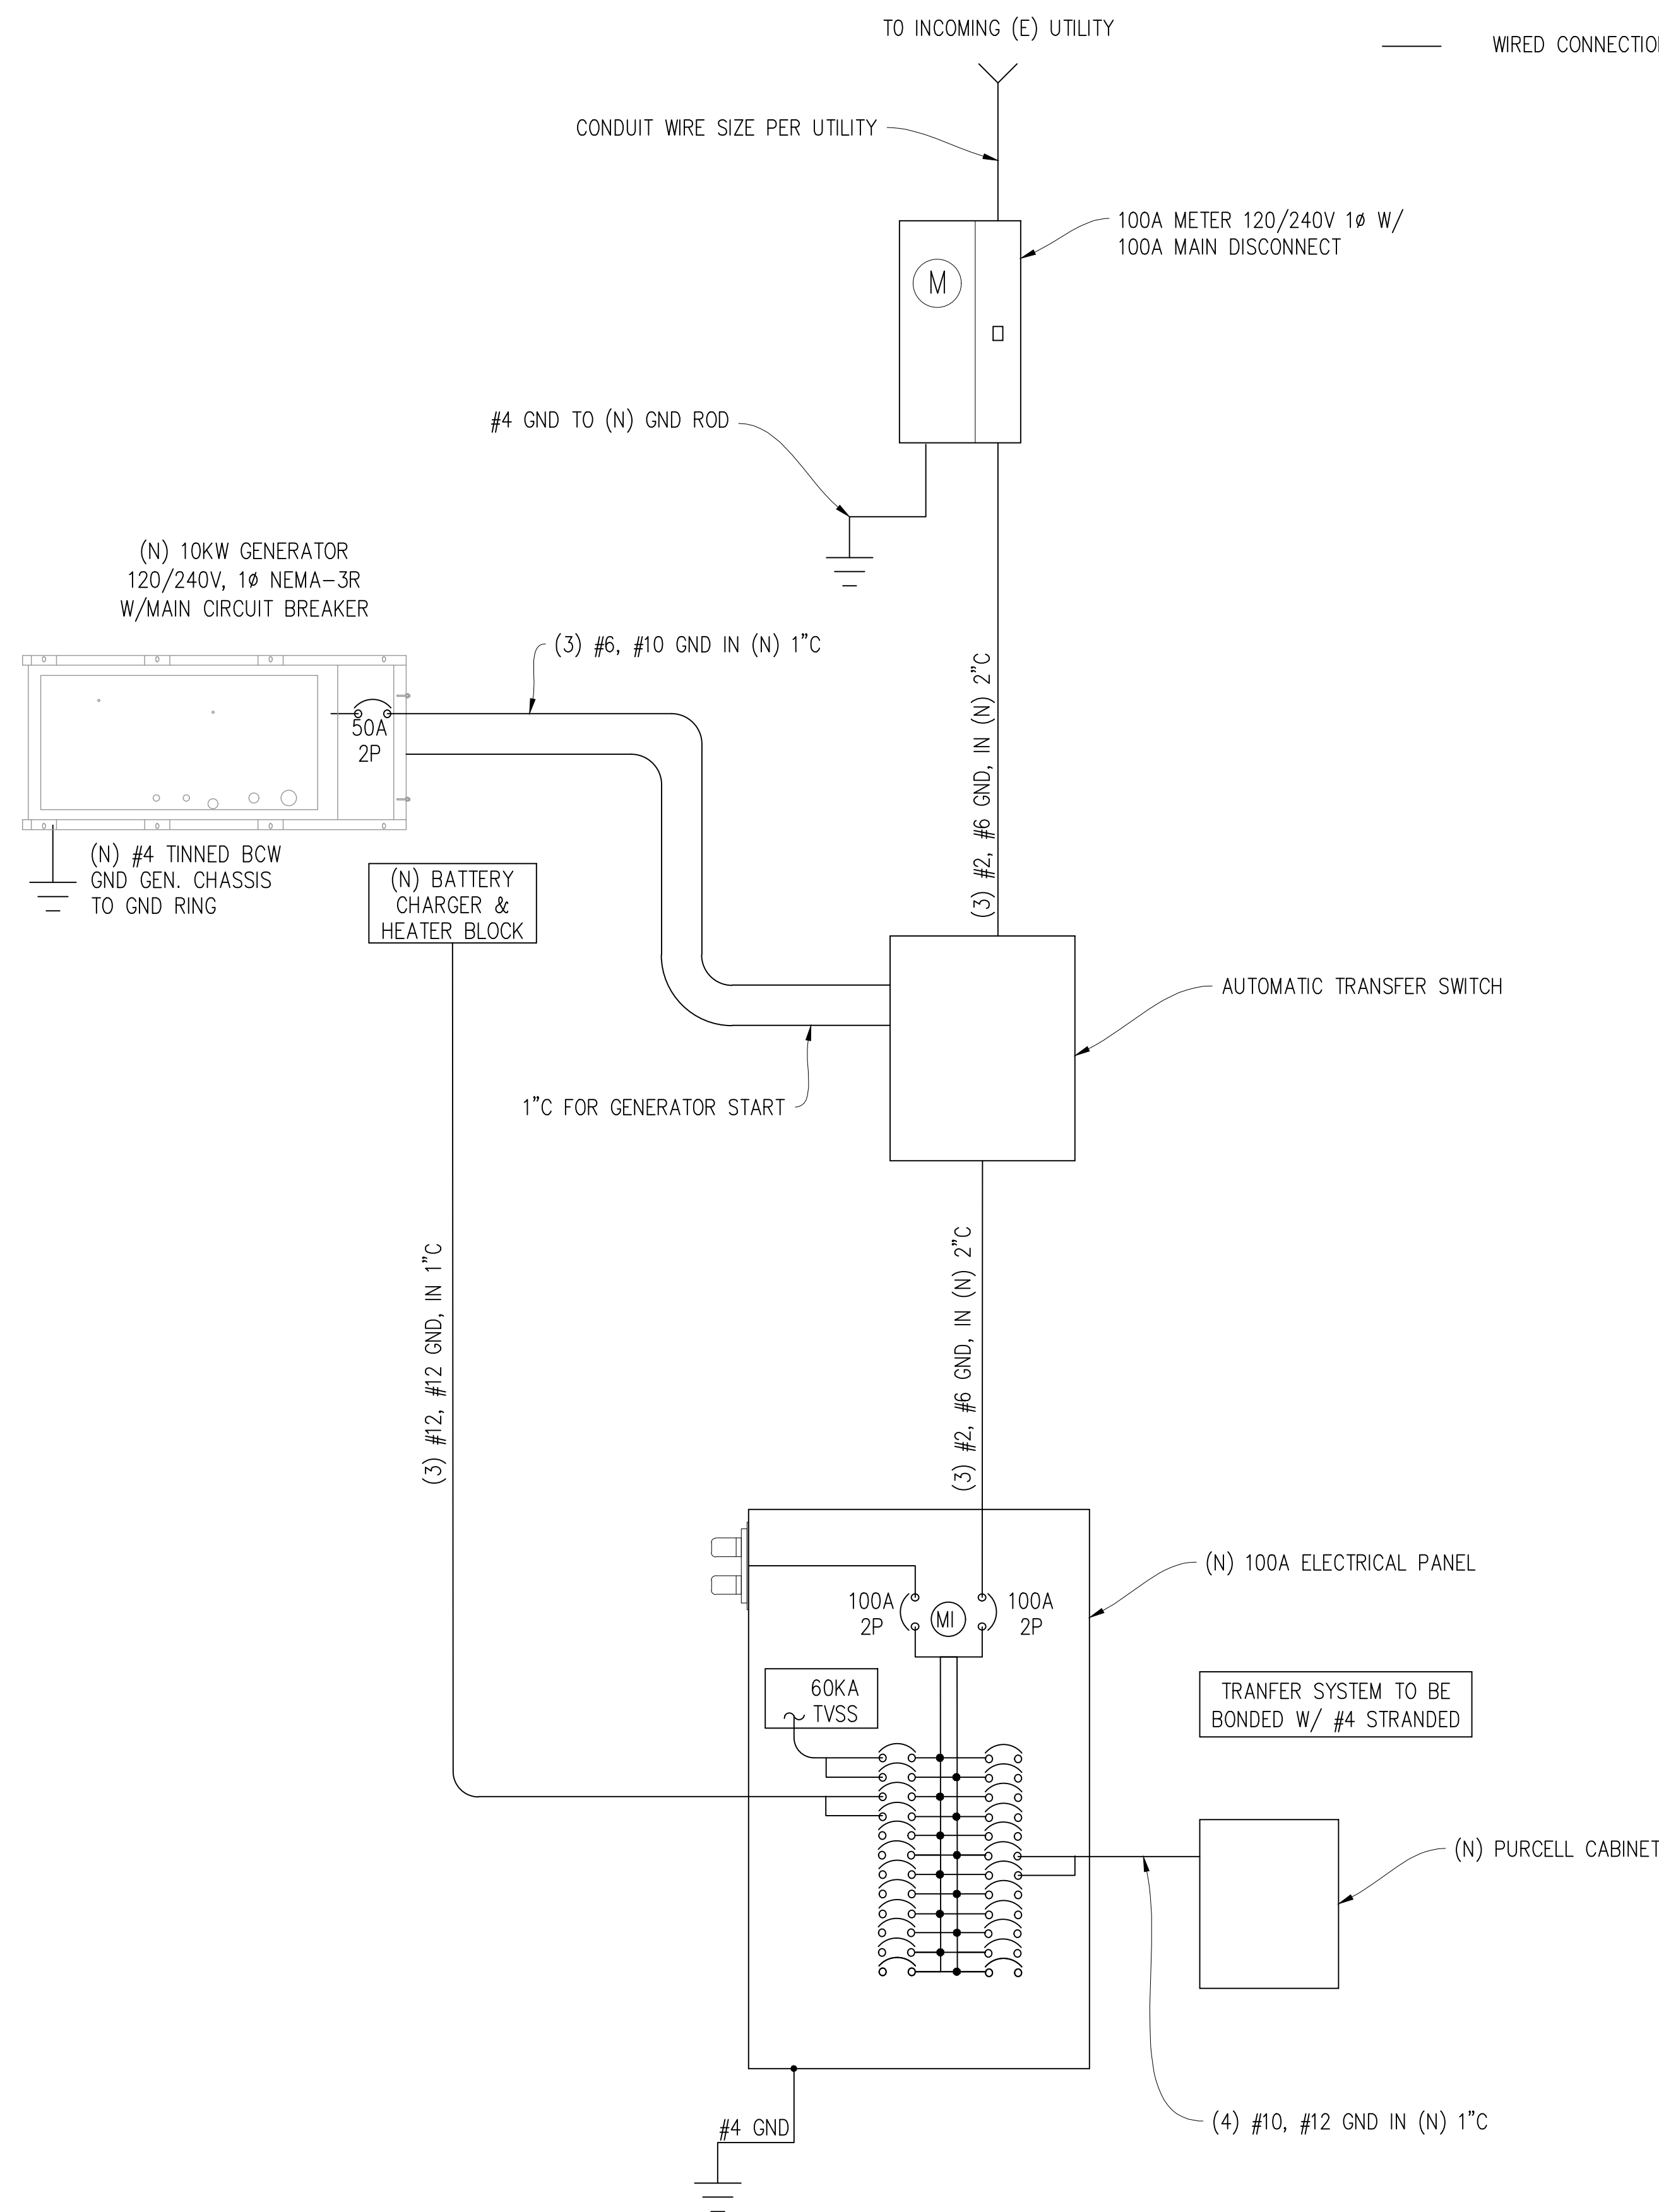 TO INCOMING (E) UTILITY
WIRED CONNECTION
CONDUIT WIRE SIZE PER UTILITY
100A METER 120/240V 1ø W/
100A MAIN DISCONNECT
M
#4 GND TO (N) GND ROD
(N) 10KW GENERATOR
120/240V, 1ø NEMA-3R
W/MAIN CIRCUIT BREAKER
(3) #6, #10 GND IN (N) 1"C
50A
2P
(3) #2, #6 GND, IN (N) 2"C
(N) #4 TINNED BCW
GND GEN. CHASSIS
TO GND RING
(N) BATTERY
CHARGER &
HEATER BLOCK
AUTOMATIC TRANSFER SWITCH
1"C FOR GENERATOR START
(3) #12, #12 GND, IN 1"C
(3) #2, #6 GND, IN (N) 2"C
(N) 100A ELECTRICAL PANEL
100A
2P
MI
100A
2P
60KA
TVSS
TRANFER SYSTEM TO BE
BONDED W/ #4 STRANDED
(N) PURCELL CABINET
(4) #10, #12 GND IN (N) 1"C
#4 GND